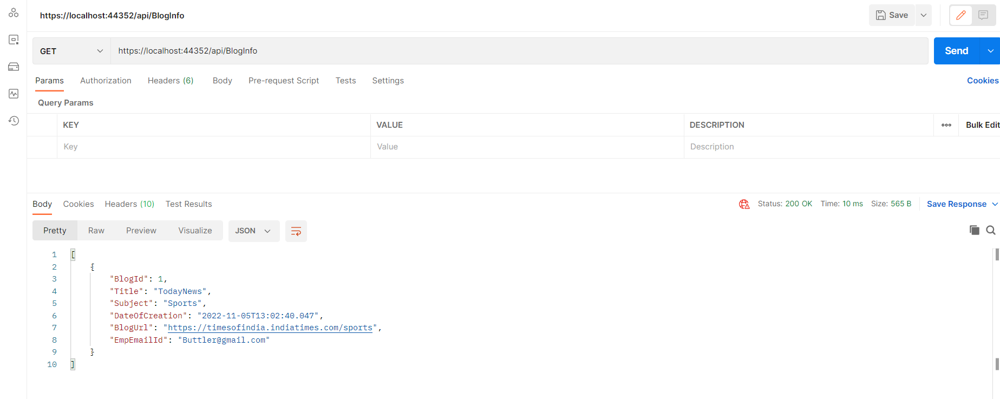 https://localhost:44352/api/BlogInfo
Save
GET
https://localhost:44352/api/BlogInfo
Send
Params Authorization Headers (6) Body Pre-request Script Tests Settings Cookies
Query Params
KEY VALUE DESCRIPTION Bulk Edit
Key Value Description
Body Cookies Headers (10) Test Results Status: 200 OK Time: 10 ms Size: 565 B Save Response
Pretty Raw Preview Visualize JSON
1 [
2 {
3 "BlogId": 1,
4 "Title": "TodayNews",
5 "Subject": "Sports",
6 "DateOfCreation": "2022-11-05T13:02:40.047",
7 "BlogUrl": "https://timesofindia.indiatimes.com/sports",
8 "EmpEmailId": "Buttler@gmail.com"
9 }
10 ]